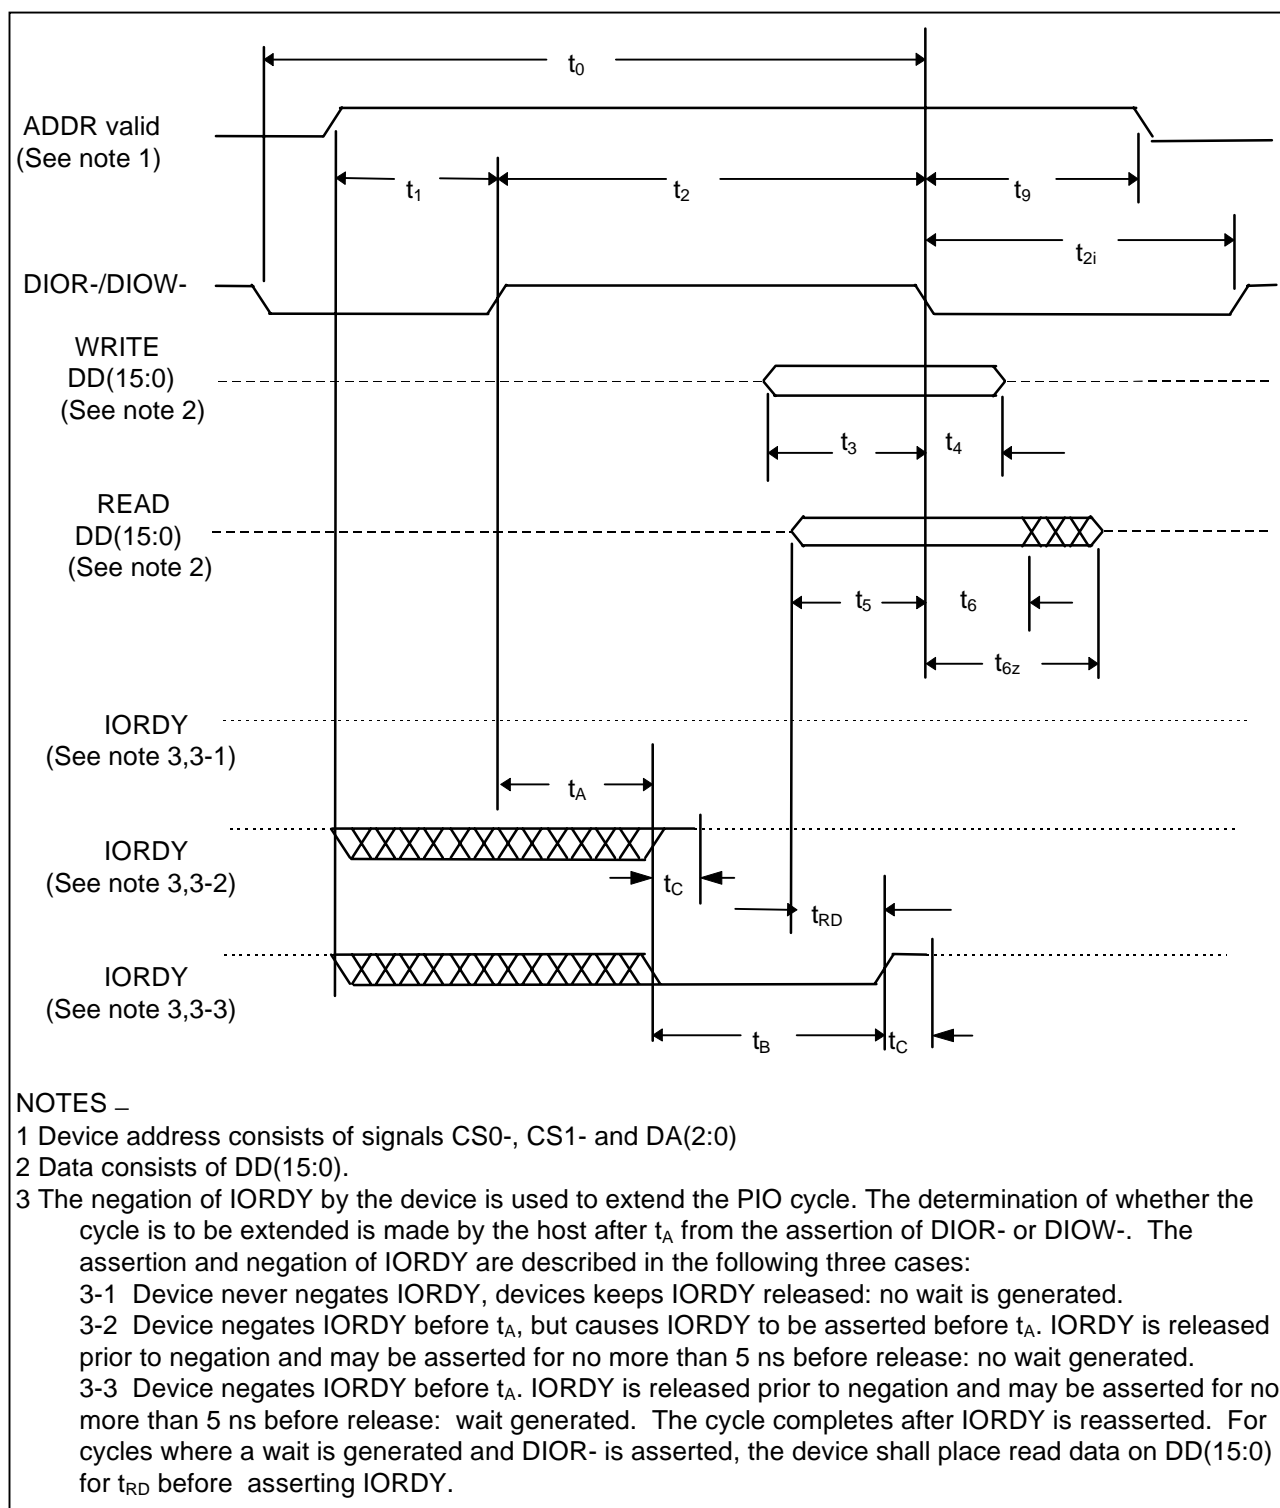 t0
ADDR valid
(See note 1)
t1 t2 t9
t2i
DIOR-/DIOW-
WRITE
DD(15:0)
(See note 2)
t3 t4
READ
DD(15:0)
(See note 2)
t5 t6
t6z
IORDY
(See note 3,3-1)
tA
IORDY
(See note 3,3-2)
tC
tRD
IORDY
(See note 3,3-3)
tB tC
NOTES –
1 Device address consists of signals CS0-, CS1- and DA(2:0)
2 Data consists of DD(15:0).
3 The negation of IORDY by the device is used to extend the PIO cycle. The determination of whether the
cycle is to be extended is made by the host after tA from the assertion of DIOR- or DIOW-. The
assertion and negation of IORDY are described in the following three cases:
3-1 Device never negates IORDY, devices keeps IORDY released: no wait is generated.
3-2 Device negates IORDY before tA, but causes IORDY to be asserted before tA. IORDY is released
prior to negation and may be asserted for no more than 5 ns before release: no wait generated.
3-3 Device negates IORDY before tA. IORDY is released prior to negation and may be asserted for no
more than 5 ns before release: wait generated. The cycle completes after IORDY is reasserted. For
cycles where a wait is generated and DIOR- is asserted, the device shall place read data on DD(15:0)
for tRD before asserting IORDY.